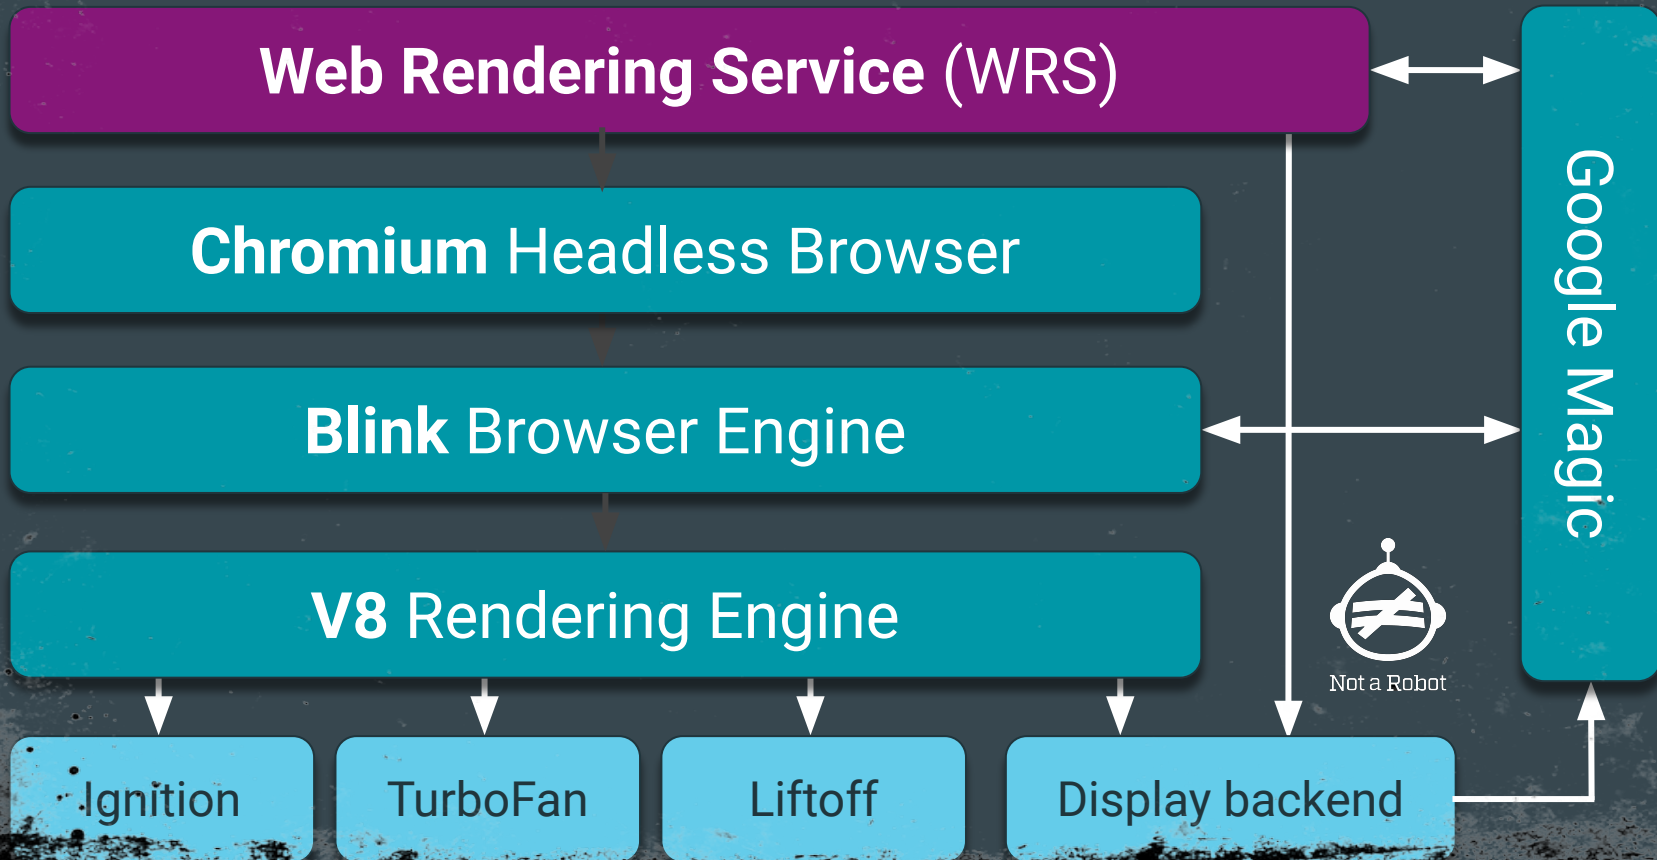 Web Rendering Service (WRS)
Chromium Headless Browser
Blink Browser Engine
V8 Rendering Engine
Ignition
TurboFan
Liftoff
Display backend
Google Magic
Not a Robot